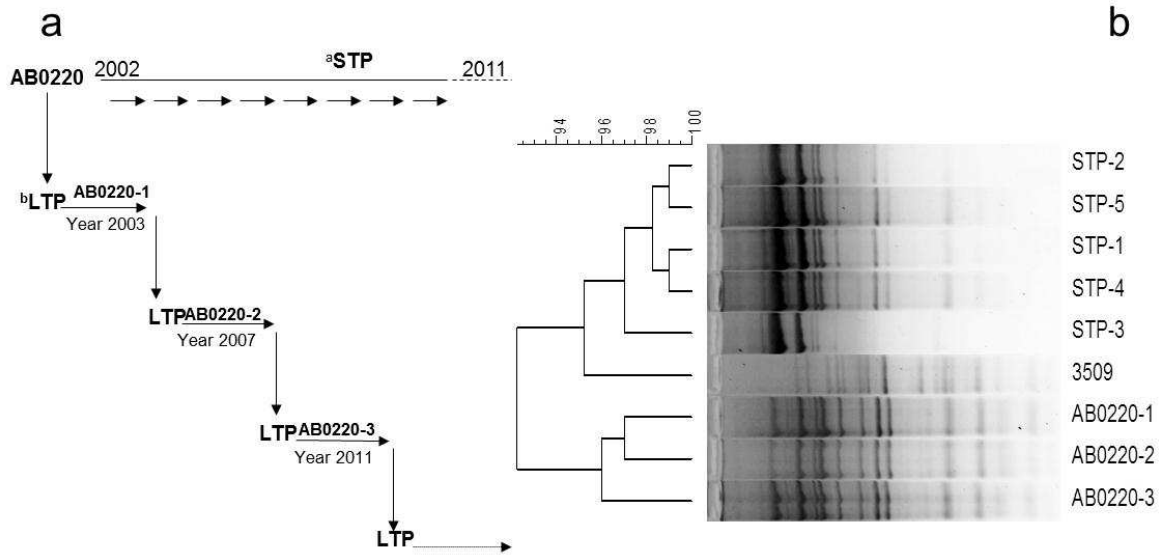 a
b
AB0220
2002
ᵃSTP
2011
ᵇLTP
AB0220-1
Year 2003
LTP
AB0220-2
Year 2007
LTP
AB0220-3
Year 2011
LTP
94
96
98
100
STP-2
STP-5
STP-1
STP-4
STP-3
3509
AB0220-1
AB0220-2
AB0220-3